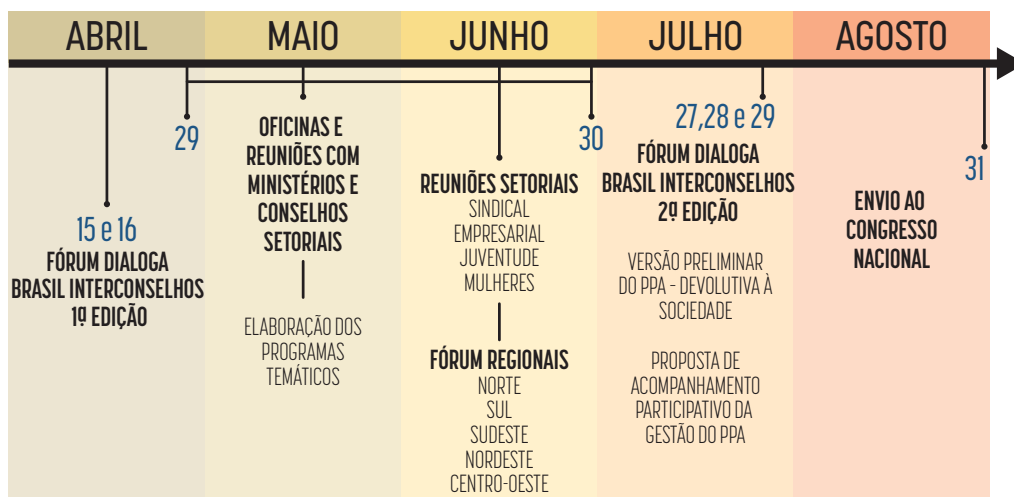 ABRIL
MAIO
JUNHO
JULHO
AGOSTO
15 e 16
FÓRUM DIALOGA
BRASIL INTERCONSELHOS
1ª EDIÇÃO
29
OFICINAS E
REUNIÕES COM
MINISTÉRIOS E
CONSELHOS
SETORIAIS
ELABORAÇÃO DOS
PROGRAMAS
TEMÁTICOS
REUNIÕES SETORIAIS
SINDICAL
EMPRESARIAL
JUVENTUDE
MULHERES
FÓRUM REGIONAIS
NORTE
SUL
SUDESTE
NORDESTE
CENTRO-OESTE
30
27,28 e 29
FÓRUM DIALOGA
BRASIL INTERCONSELHOS
2ª EDIÇÃO
VERSÃO PRELIMINAR
DO PPA - DEVOLUTIVA À
SOCIEDADE
PROPOSTA DE
ACOMPANHAMENTO
PARTICIPATIVO DA
GESTÃO DO PPA
31
ENVIO AO
CONGRESSO
NACIONAL